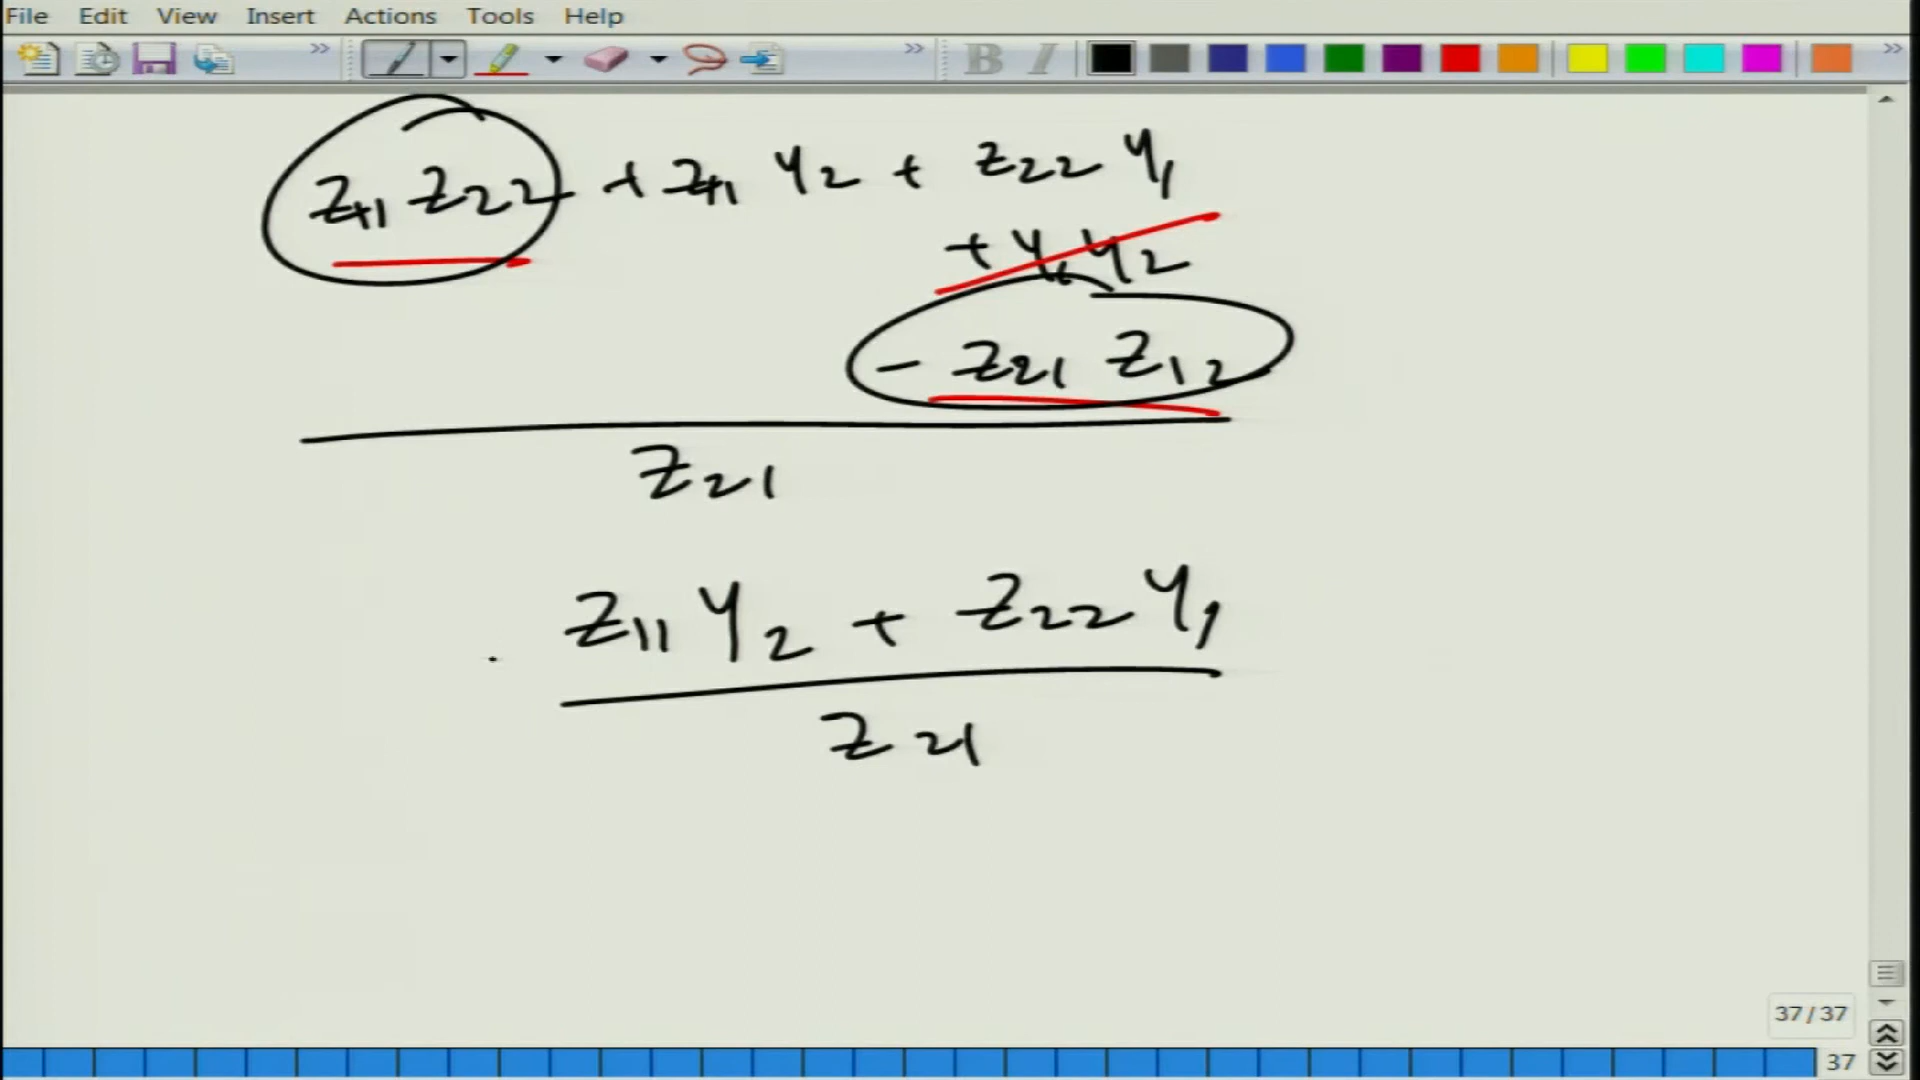 File Edit View Insert Actions Tools Help
B I
Z11 Z22 + Z11 Y2 + Z22 Y1
+ Y1 Y2
- Z21 Z12
Z21
Z11 Y2 + Z22 Y1
Z21
37 / 37
37